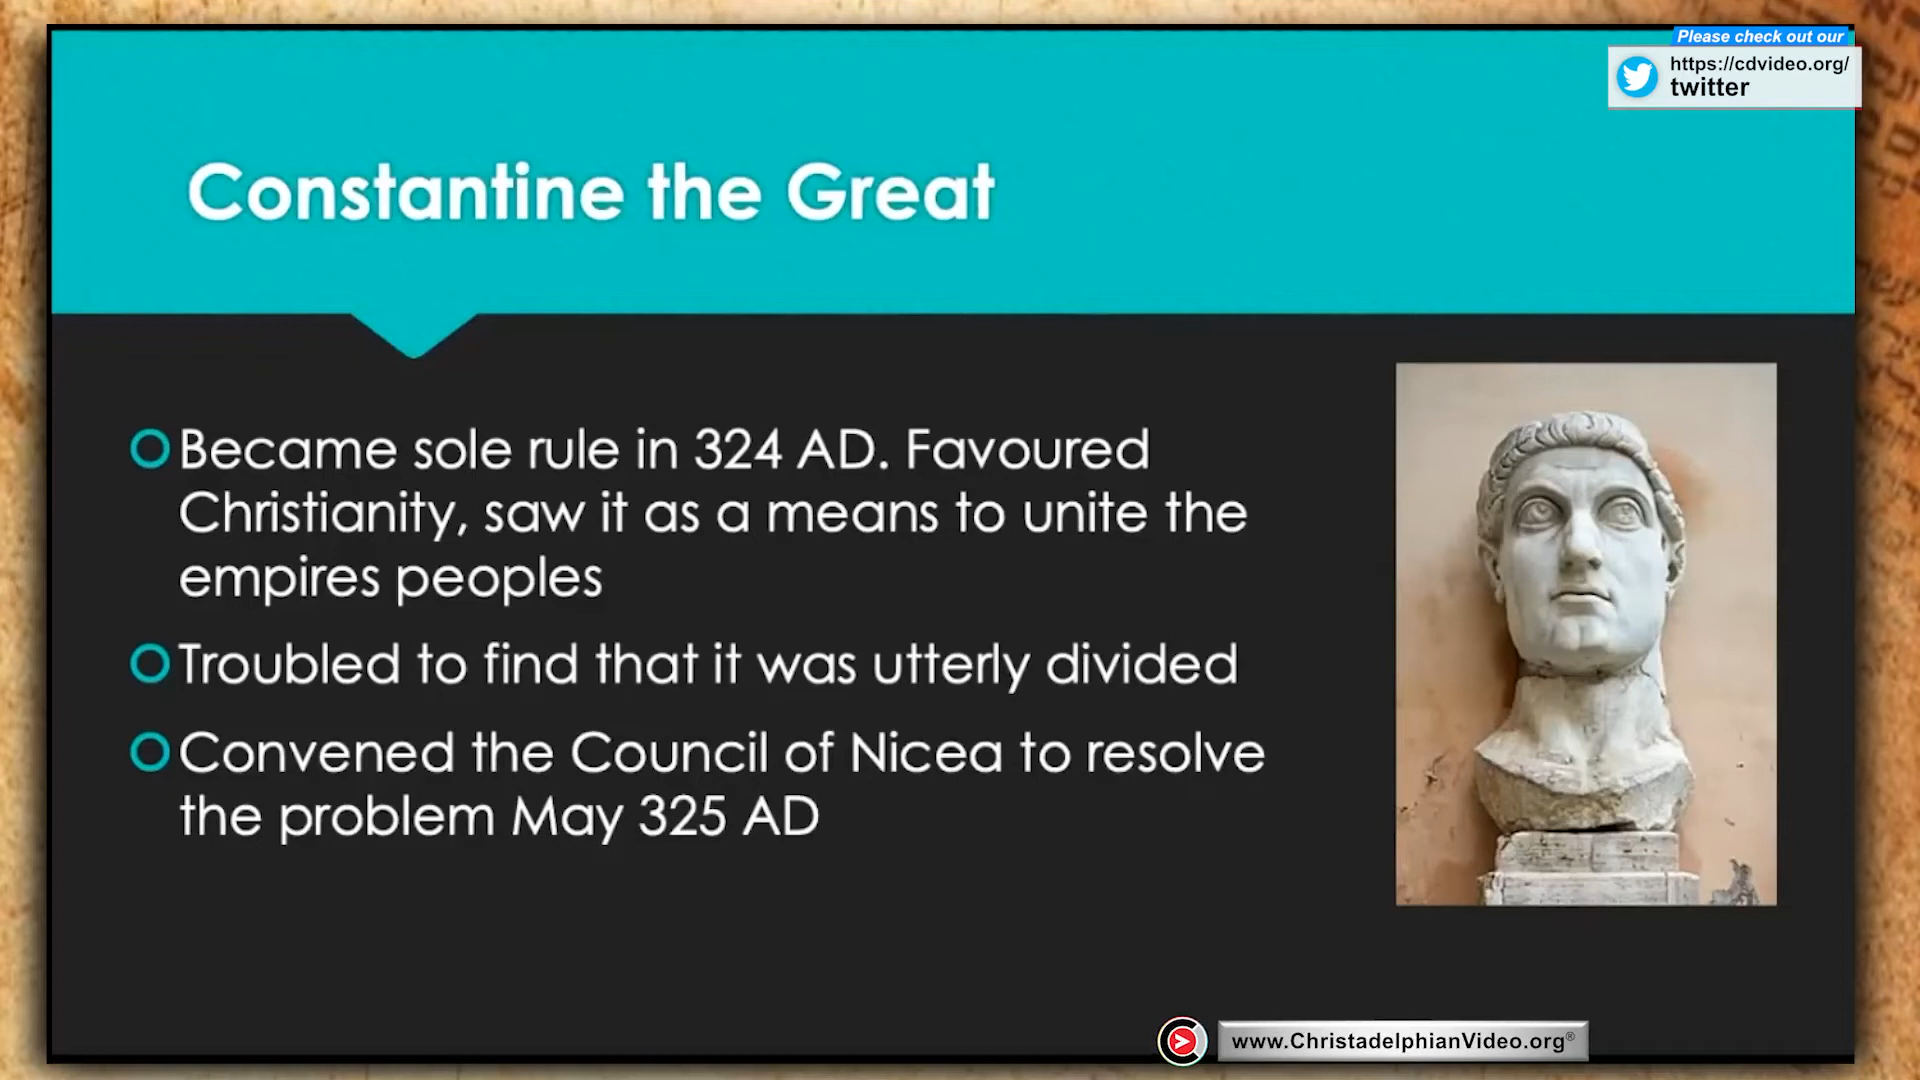 Please check out our
https://cdvideo.org/
twitter
Constantine the Great
Became sole rule in 324 AD. Favoured
Christianity, saw it as a means to unite the
empires peoples
Troubled to find that it was utterly divided
Convened the Council of Nicea to resolve
the problem May 325 AD
www.ChristadelphianVideo.org®